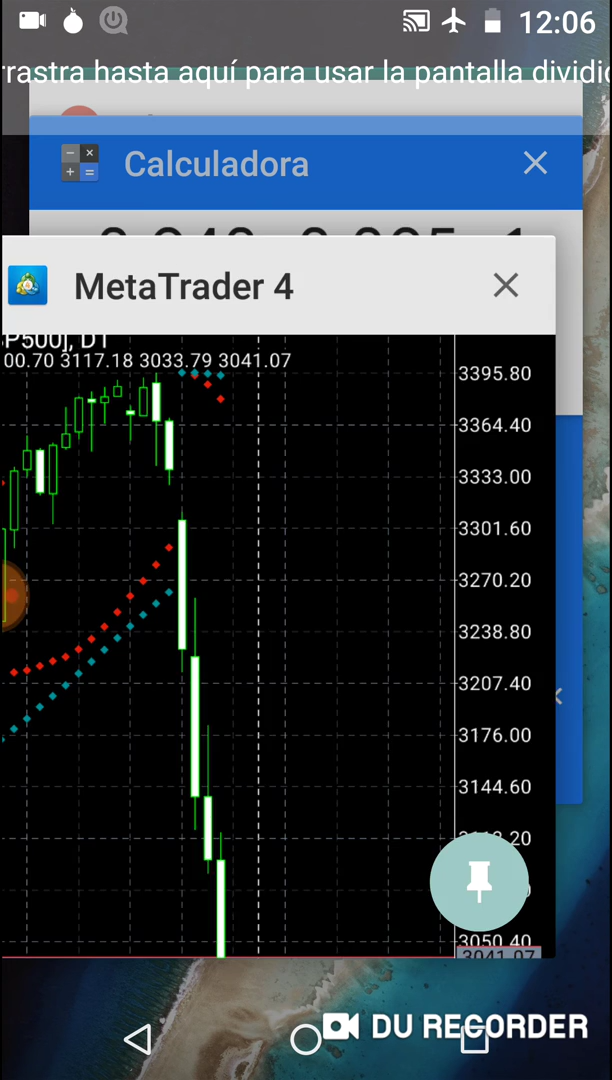 12:06
rrastra hasta aquí para usar la pantalla dividid
Calculadora
MetaTrader 4
P500], D1
00.70 3117.18 3033.79 3041.07
3395.80
3364.40
3333.00
3301.60
3270.20
3238.80
3207.40
3176.00
3144.60
3050.40
3041.07
DU RECORDER